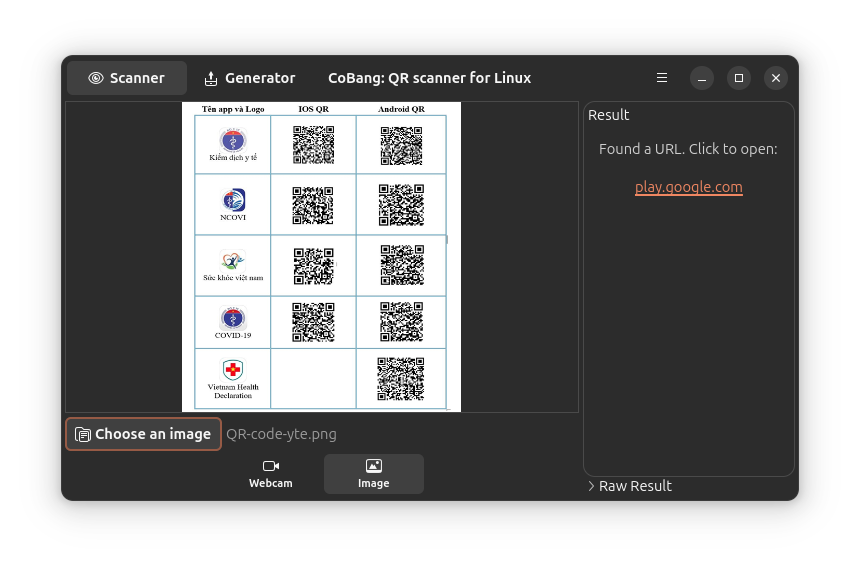 Scanner
Generator
CoBang: QR scanner for Linux
Tên app và Logo
IOS QR
Android QR
Kiểm dịch y tế
NCOVI
Sức khỏe việt nam
COVID-19
Vietnam Health
Declaration
Choose an image
QR-code-yte.png
Webcam
Image
Result
Found a URL. Click to open:
play.google.com
Raw Result